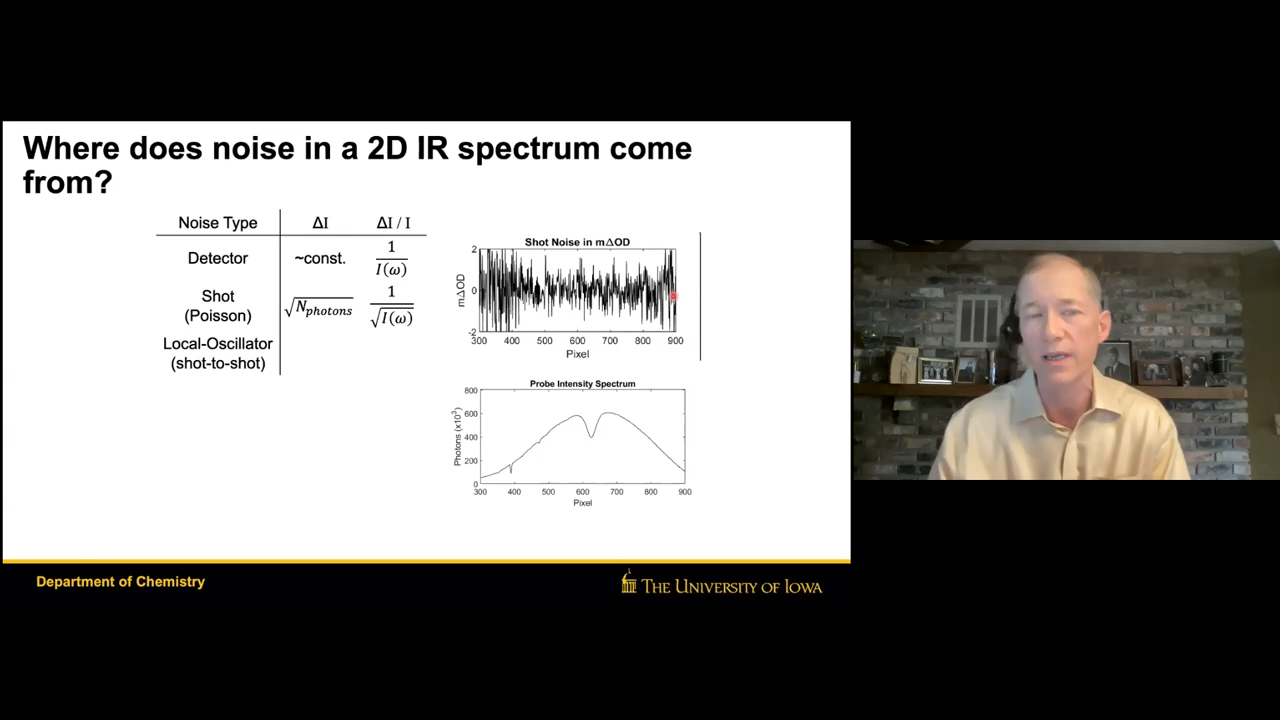 Where does noise in a 2D IR spectrum come
from?
Noise Type ΔI ΔI / I
Detector ~const. 1 / I(ω)
Shot (Poisson) √N_photons 1 / √I(ω)
Local-Oscillator
(shot-to-shot)
Shot Noise in mΔOD
mΔOD
2
0
-2
300 400 500 600 700 800 900
Pixel
Probe Intensity Spectrum
Photons (x10³)
800
600
400
200
0
300 400 500 600 700 800 900
Pixel
Department of Chemistry
THE UNIVERSITY OF IOWA